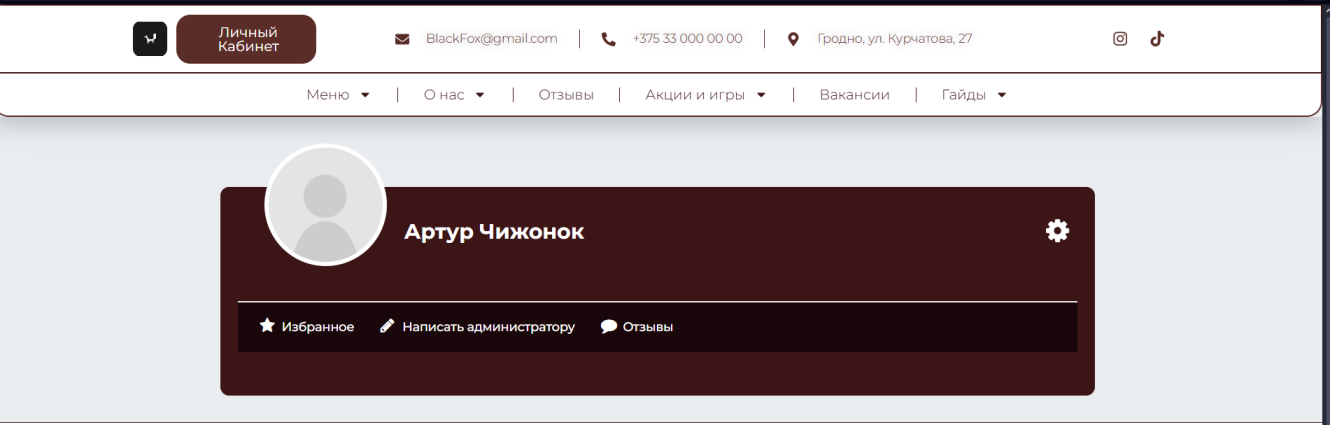 Личный
Кабинет
BlackFox@gmail.com
+375 33 000 00 00
Гродно, ул. Курчатова, 27
Меню
О нас
Отзывы
Акции и игры
Вакансии
Гайды
Артур Чижонок
Избранное
Написать администратору
Отзывы